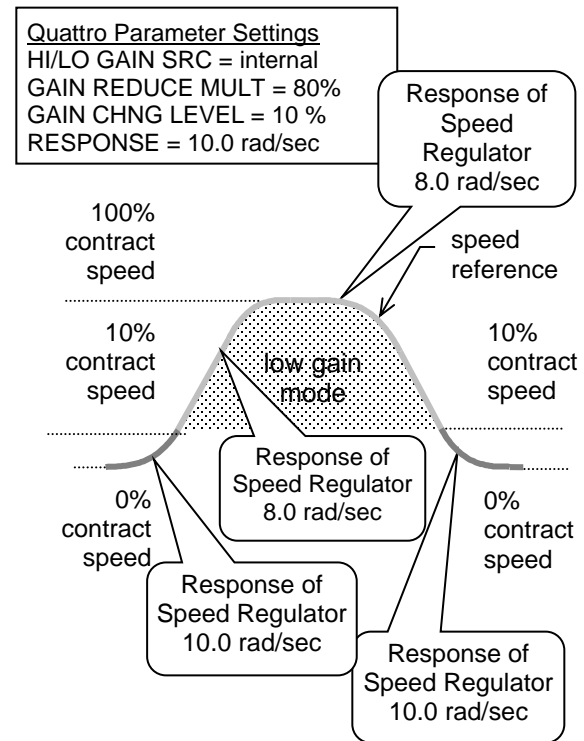 Quattro Parameter Settings
HI/LO GAIN SRC = internal
GAIN REDUCE MULT = 80%
GAIN CHNG LEVEL = 10 %
RESPONSE = 10.0 rad/sec
Response of
Speed
Regulator
8.0 rad/sec
100%
contract
speed
speed
reference
10%
contract
speed
low gain
mode
10%
contract
speed
Response of
Speed Regulator
8.0 rad/sec
0%
contract
speed
0%
contract
speed
Response of
Speed Regulator
10.0 rad/sec
Response of
Speed Regulator
10.0 rad/sec